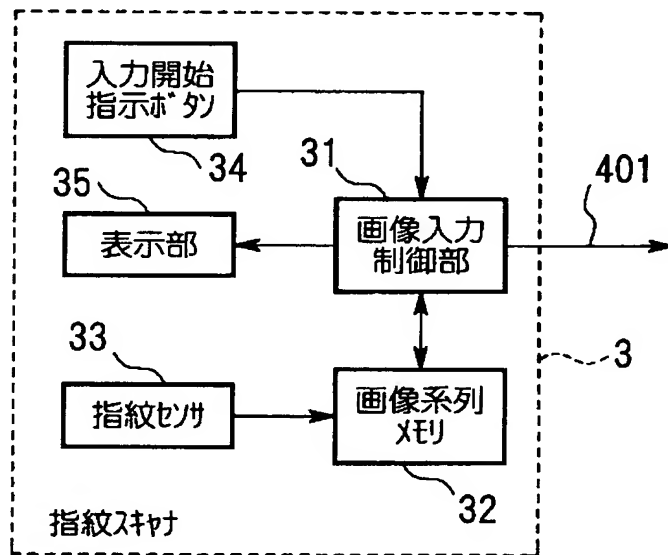 入力開始
指示ボタン
34
31
401
35
表示部
画像入力
制御部
33
3
指紋センサ
画像系列
メモリ
32
指紋スキャナ